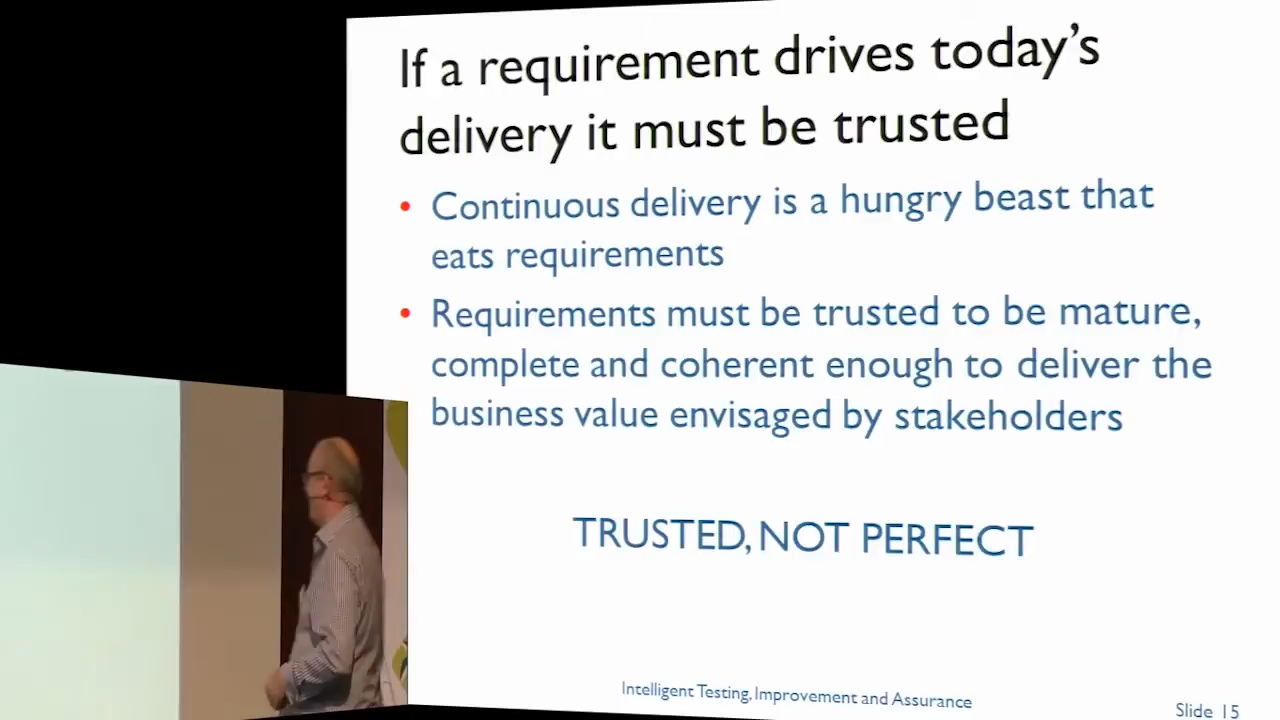 If a requirement drives today's
delivery it must be trusted
• Continuous delivery is a hungry beast that
eats requirements
• Requirements must be trusted to be mature,
complete and coherent enough to deliver the
business value envisaged by stakeholders
TRUSTED, NOT PERFECT
Intelligent Testing, Improvement and Assurance
Slide 15